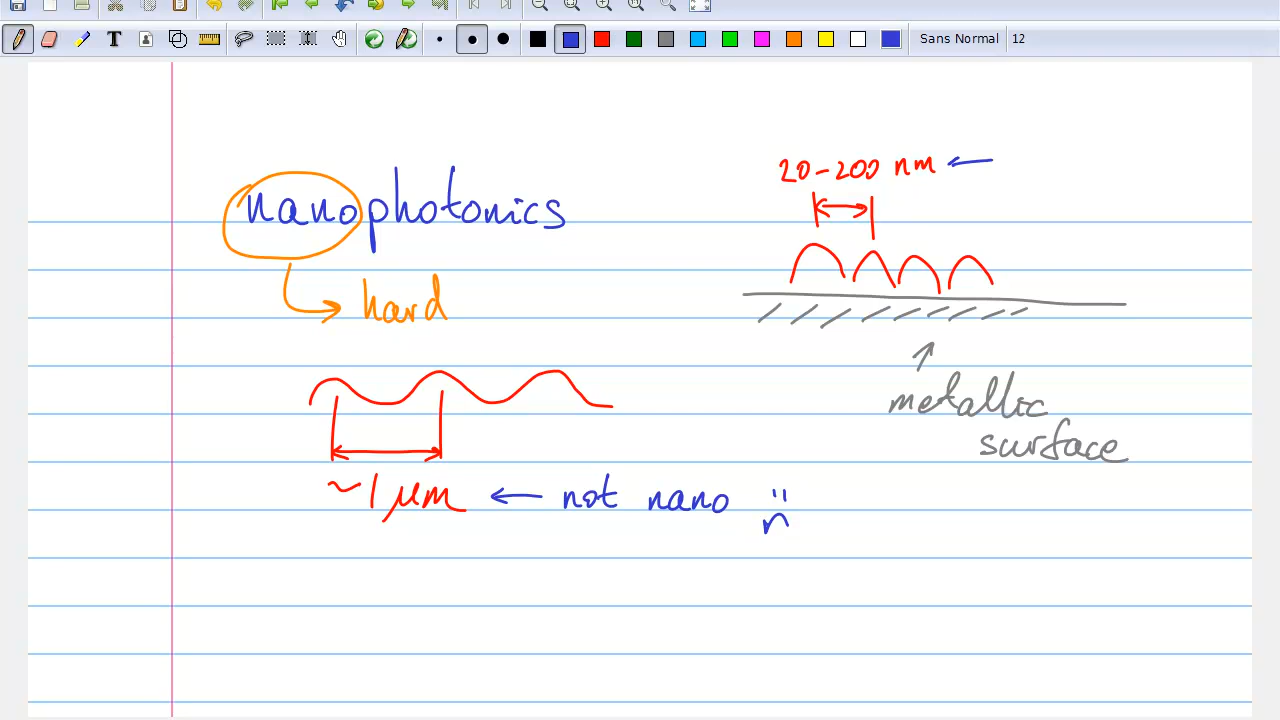 Sans Normal 12
nanophotonics
hard
~1 μm ← not nano
20-200 nm ←
metallic
surface